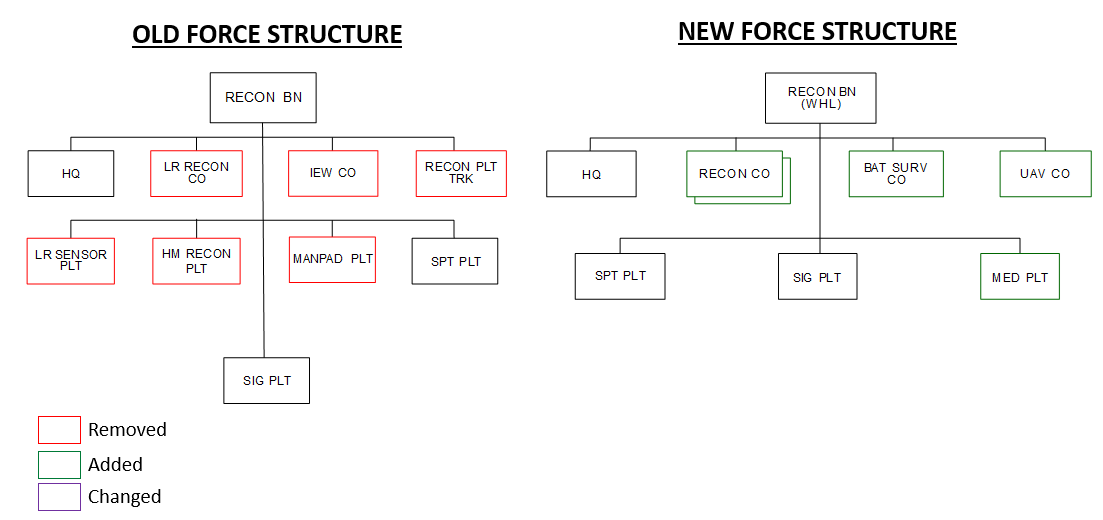 OLD FORCE STRUCTURE
RECON BN
HQ
LR RECON
CO
IEW CO
RECON PLT
TRK
LR SENSOR
PLT
HM RECON
PLT
MANPAD PLT
SPT PLT
SIG PLT
Removed
Added
Changed
NEW FORCE STRUCTURE
RECON BN
(WHL)
HQ
RECON CO
BAT SURV
CO
UAV CO
SPT PLT
SIG PLT
MED PLT